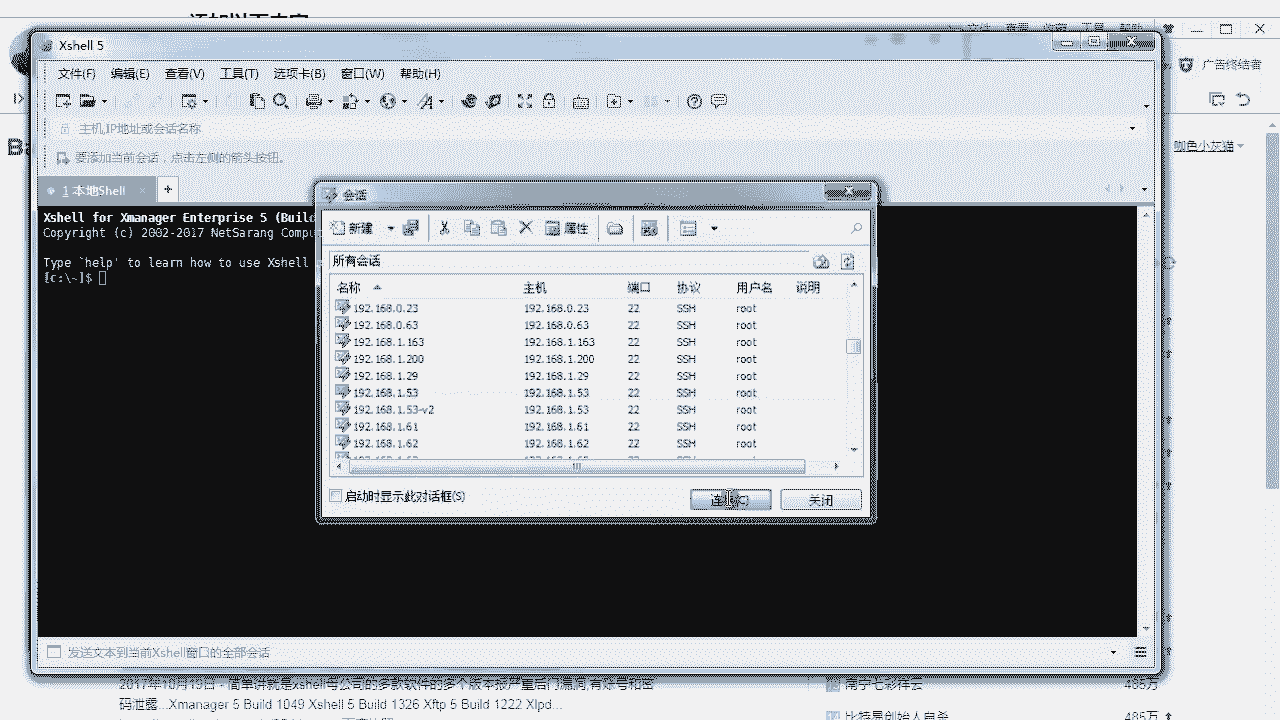 Xshell 5
文件(F) 编辑(E) 查看(V) 工具(T) 选项卡(B) 窗口(W) 帮助(H)
广告终结者
主机,IP地址或会话名称
要添加当前会话，点击左侧的箭头按钮。
咖色小灰猫
1 本地Shell
Xshell for Xmanager Enterprise 5 (Build
Copyright (c) 2002-2017 NetSarang Compu
Type `help' to learn how to use Xshell
[c:\~]$
会话
新建 属性
所有会话
名称 主机 端口 协议 用户名 说明
192.168.0.23 192.168.0.23 22 SSH root
192.168.0.63 192.168.0.63 22 SSH root
192.168.1.163 192.168.1.163 22 SSH root
192.168.1.200 192.168.1.200 22 SSH root
192.168.1.29 192.168.1.29 22 SSH root
192.168.1.53 192.168.1.53 22 SSH root
192.168.1.53-v2 192.168.1.53 22 SSH root
192.168.1.61 192.168.1.61 22 SSH root
192.168.1.62 192.168.1.62 22 SSH root
启动时显示此对话框(S)
关闭
发送文本到当前Xshell窗口的全部会话
2017年10月19日 - 简单讲就是xshell等公司的多款软件的多个版本报严重后门漏洞,有账号和密
码泄露...Xmanager 5 Build 1049 Xshell 5 Build 1326 Xftp 5 Build 1222 Xlpd...
南宁七彩祥云 488万
14 比特币创始人自杀 485万